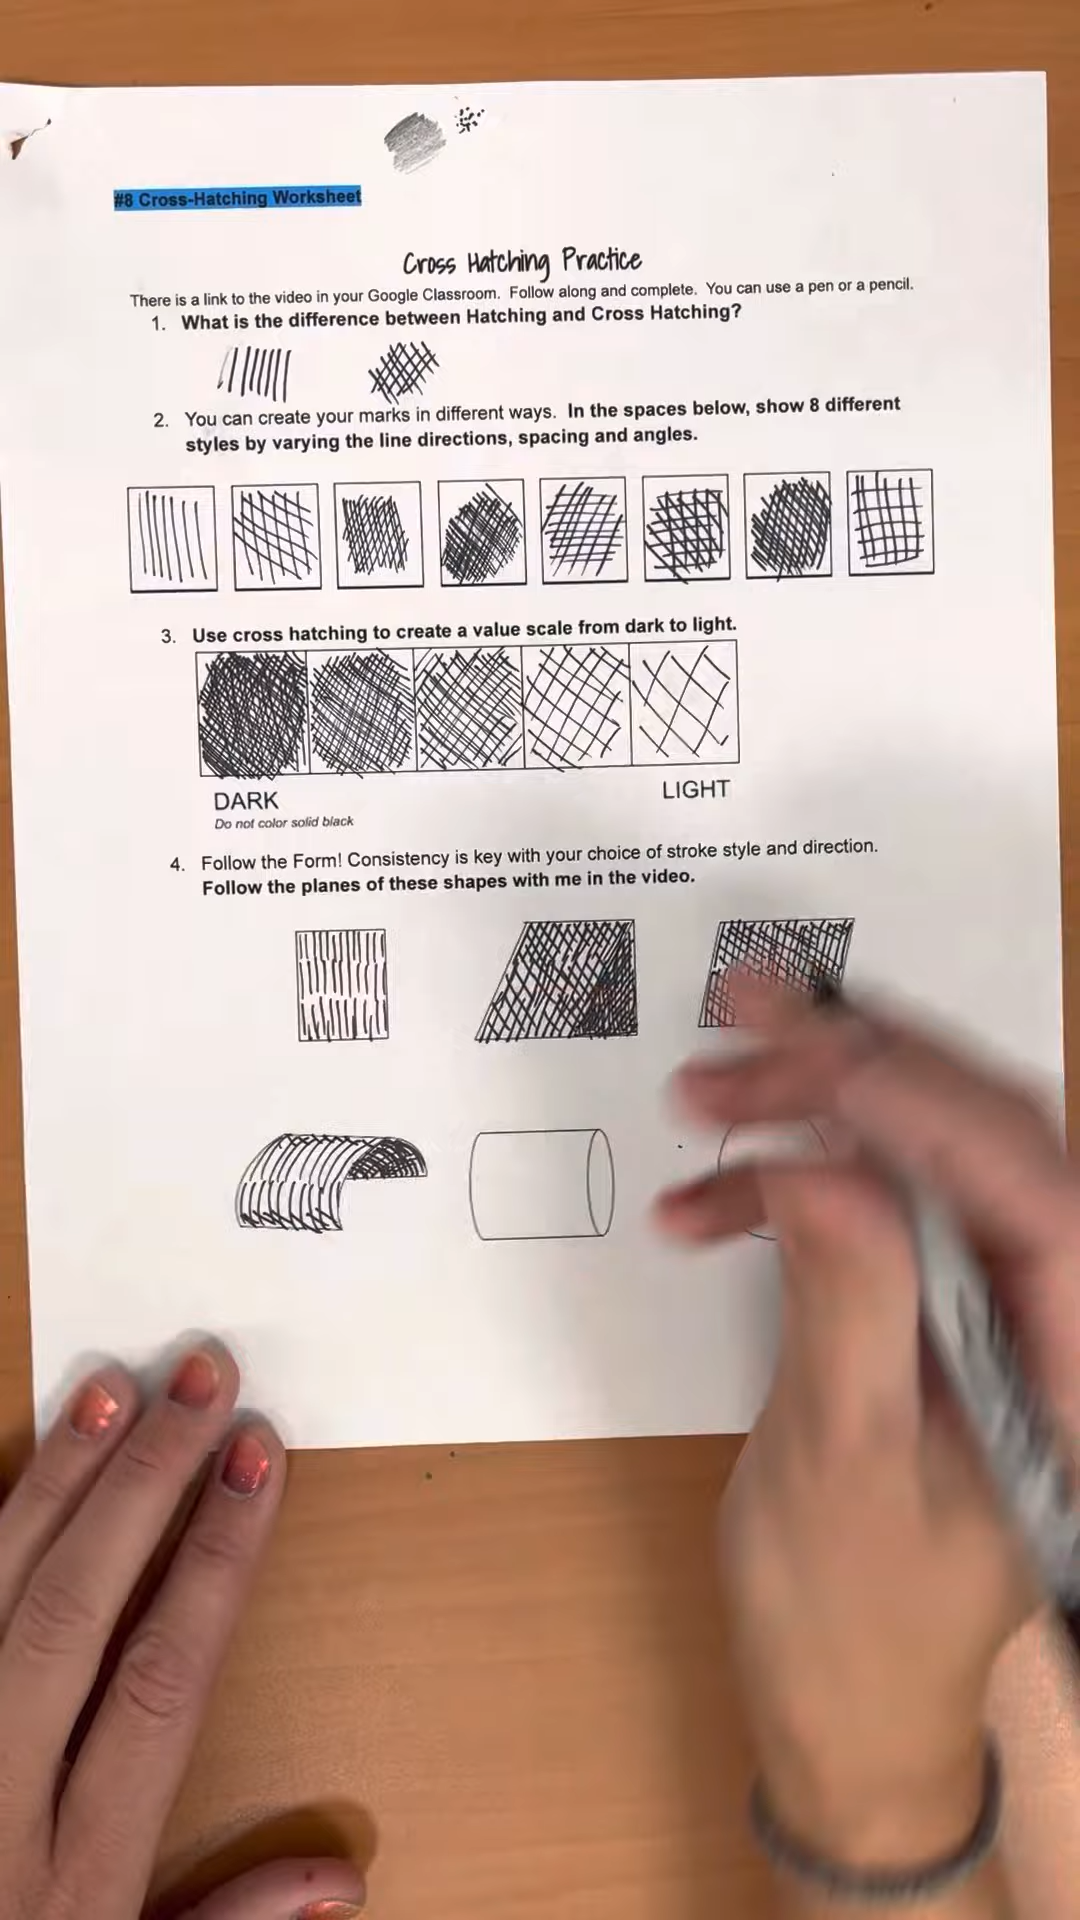 #8 Cross-Hatching Worksheet
Cross Hatching Practice
There is a link to the video in your Google Classroom. Follow along and complete. You can use a pen or a pencil.
1. What is the difference between Hatching and Cross Hatching?
2. You can create your marks in different ways. In the spaces below, show 8 different
styles by varying the line directions, spacing and angles.
3. Use cross hatching to create a value scale from dark to light.
DARK
LIGHT
Do not color solid black
4. Follow the Form! Consistency is key with your choice of stroke style and direction.
Follow the planes of these shapes with me in the video.